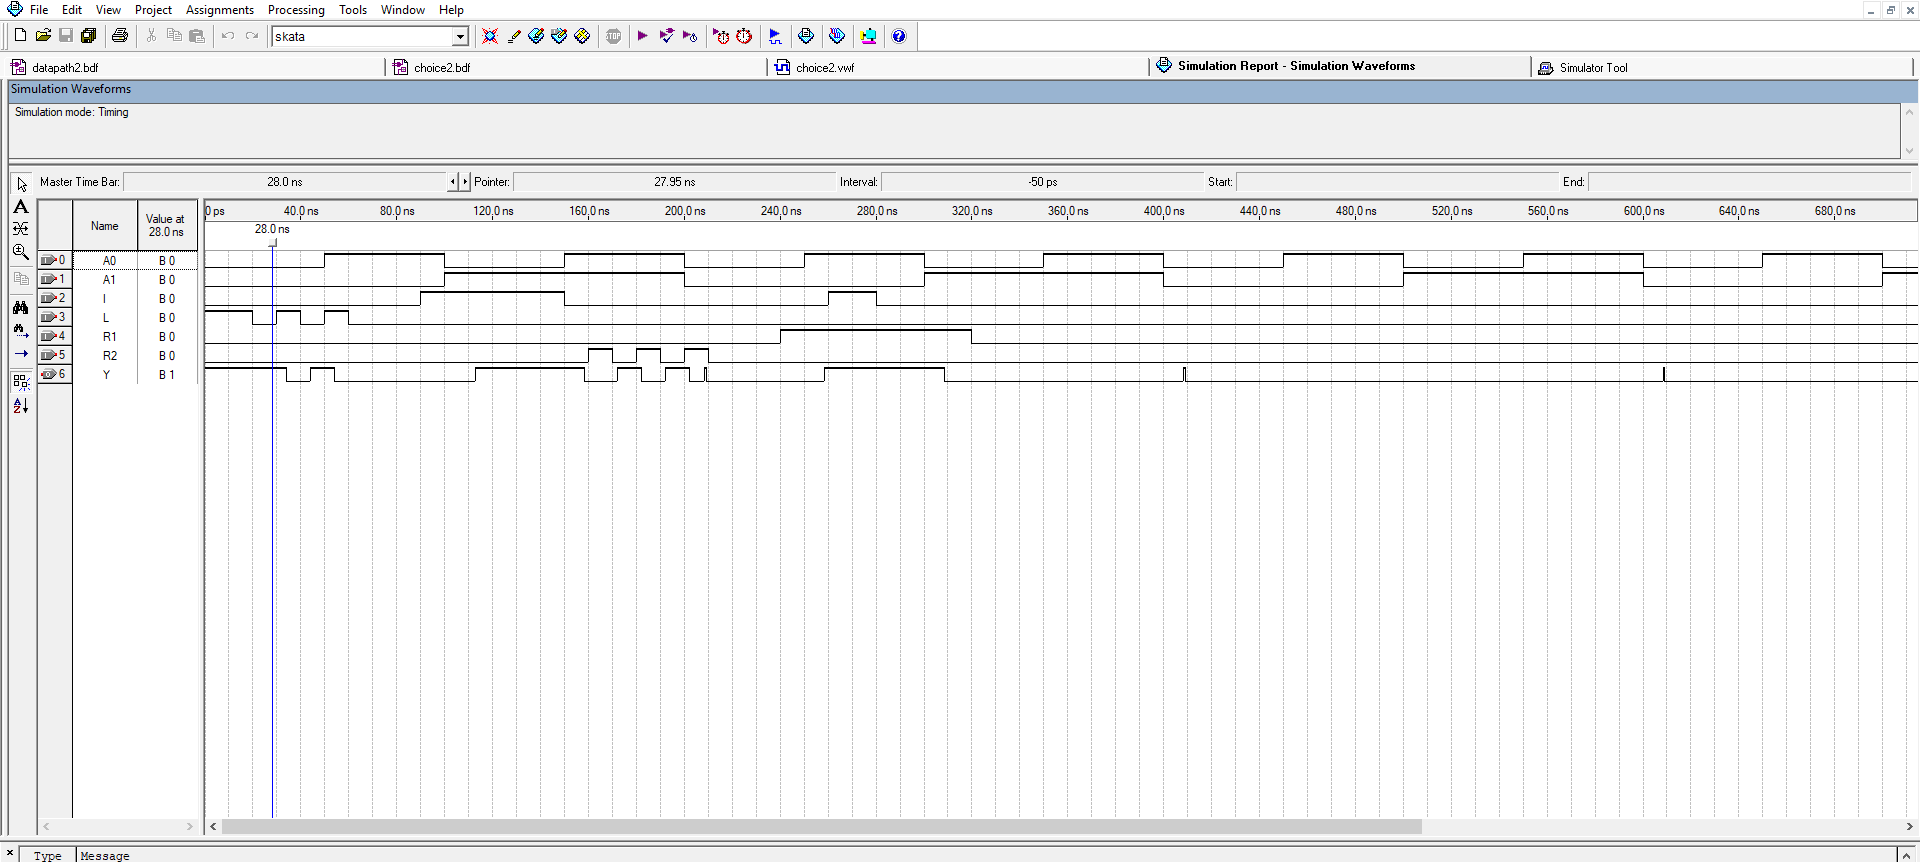 File Edit View Project Assignments Processing Tools Window Help
skata
STOP
datapath2.bdf choice2.bdf choice2.vwf Simulation Report - Simulation Waveforms Simulator Tool
Simulation Waveforms
Simulation mode: Timing
Master Time Bar: 28.0 ns Pointer: 27.95 ns Interval: -50 ps Start: End:
Name Value at 28.0 ns
0 ps 40.0 ns 80.0 ns 120.0 ns 160.0 ns 200.0 ns 240.0 ns 280.0 ns 320.0 ns 360.0 ns 400.0 ns 440.0 ns 480.0 ns 520.0 ns 560.0 ns 600.0 ns 640.0 ns 680.0 ns
28.0 ns
0 A0 B 0
1 A1 B 0
2 I B 0
3 L B 0
4 R1 B 0
5 R2 B 0
6 Y B 1
Type Message